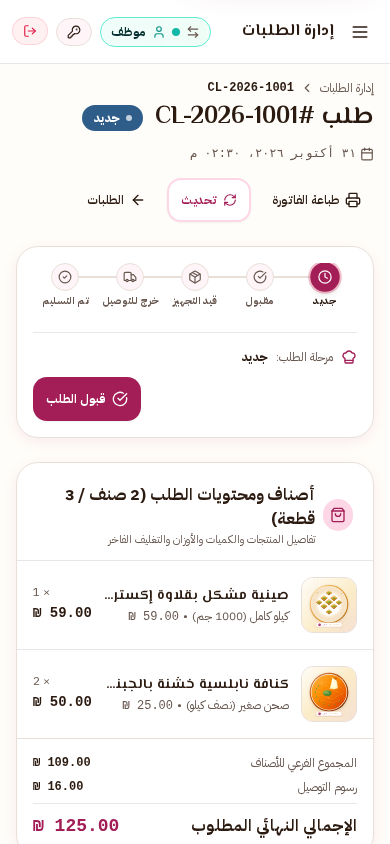 إدارة الطلبات
موظف
إدارة الطلبات
CL-2026-1001
طلب #CL-2026-1001
جديد
٣١ أكتوبر ٢٠٢٦، ٠٢:٣٠ م
طباعة الفاتورة
تحديث
الطلبات
جديد
مقبول
قيد التجهيز
خرج للتوصيل
تم التسليم
مرحلة الطلب: جديد
قبول الطلب
أصناف ومحتويات الطلب (2 صنف / 3
قطعة)
تفاصيل المنتجات والكميات والأوزان والتغليف الفاخر
صينية مشكل بقلاوة إكستر...
× 1
كيلو كامل (1000 جم) • 59.00 ₪
59.00 ₪
كنافة نابلسية خشنة بالجبنـ...
× 2
صحن صغير (نصف كيلو) • 25.00 ₪
50.00 ₪
المجموع الفرعي للأصناف
109.00 ₪
رسوم التوصيل
16.00 ₪
الإجمالي النهائي المطلوب
125.00 ₪